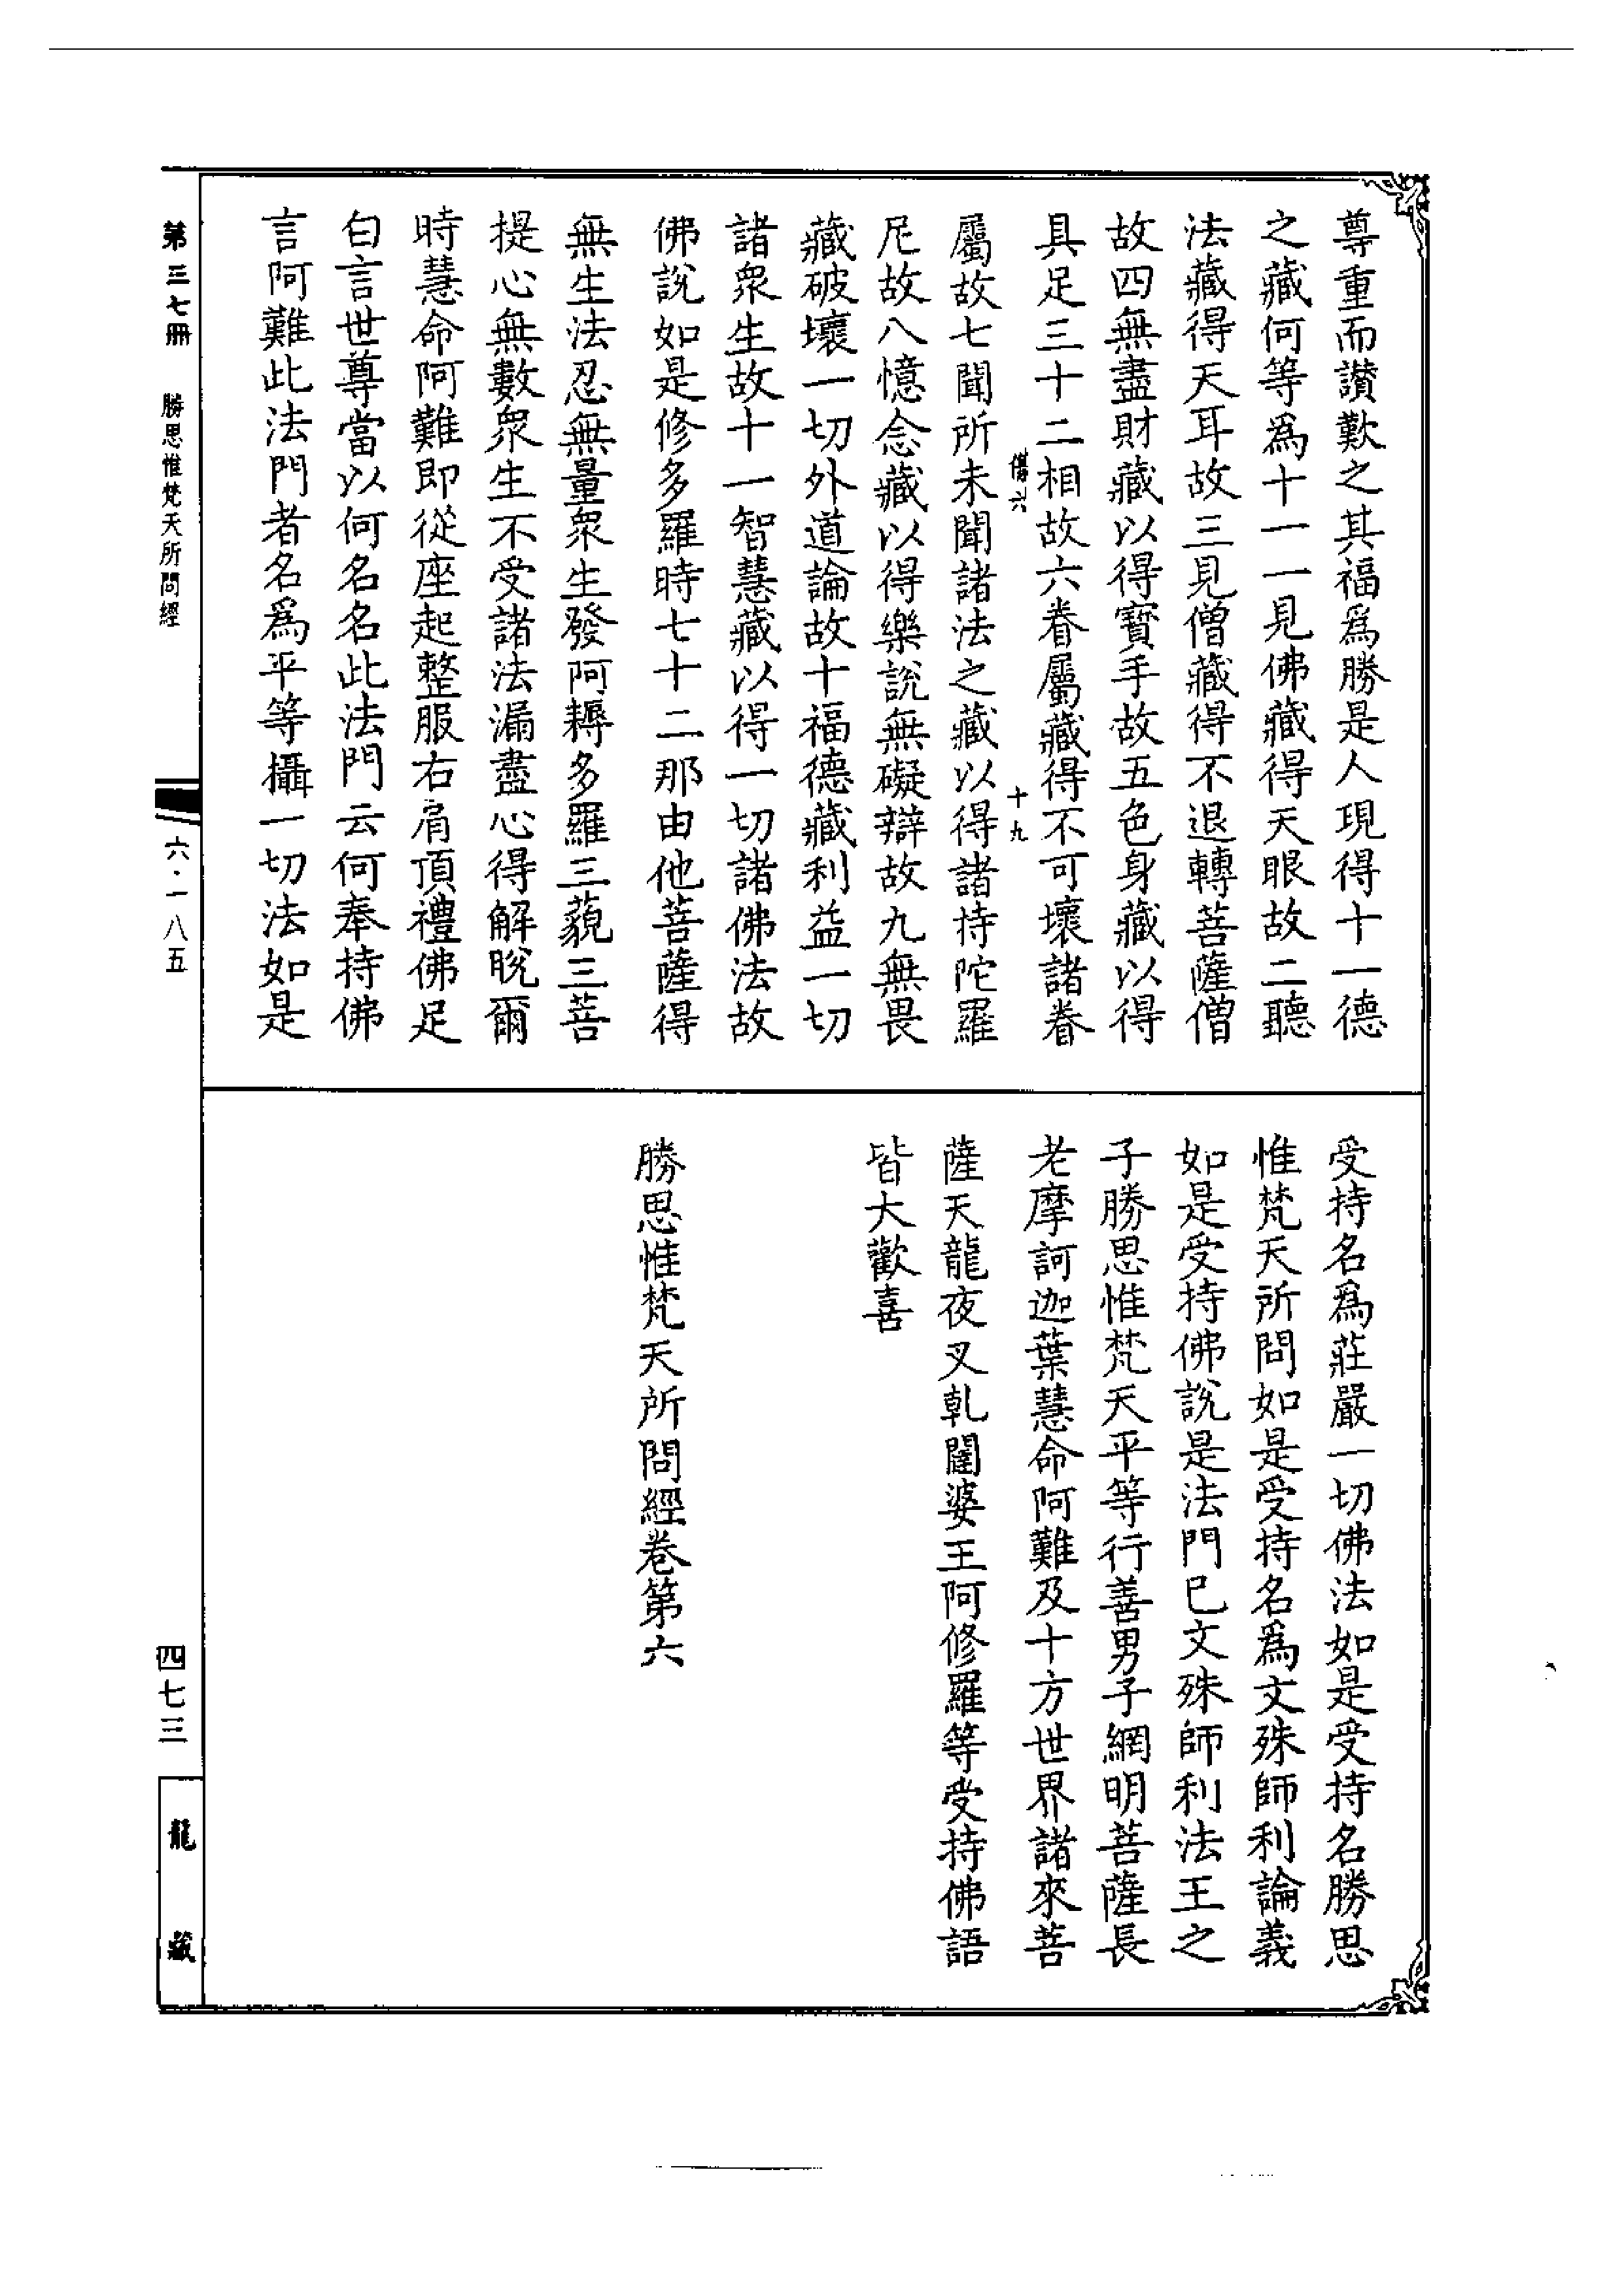 尊重而讚歎之其福爲勝是人現得十一德
之藏何等爲十一一見佛藏得天眼故二聽
法藏得天耳故三見僧藏得不退轉菩薩僧
故四無盡財藏以得寶手故五色身藏以得
具足三十二相故六眷屬藏得不可壞諸眷
十九
屬故七聞所未聞諸法之藏以得諸持陀羅
尼故八憶念藏以得樂說無礙辯故九無畏
藏破壞一切外道論故十福德藏利益一切
諸衆生故十一智慧藏以得一切諸佛法故
佛說如是修多羅時七十二那由他菩薩得
無生法忍無量衆生發阿耨多羅三藐三菩
提心無數衆生不受諸法漏盡心得解脫爾
時慧命阿難即從座起整服右肩頂禮佛足
白言世尊當以何名名此法門云何奉持佛
言阿難此法門者名爲平等攝一切法如是
受持名爲莊嚴一切佛法如是受持名勝思
惟梵天所問如是受持名爲文殊師利論義
如是受持佛說是法門已文殊師利法王之
子勝思惟梵天平等行善男子網明菩薩長
老摩訶迦葉慧命阿難及十方世界諸來菩
薩天龍夜叉乾闥婆王阿修羅等受持佛語
皆大歡喜
勝思惟梵天所問經卷第六
第三七冊
勝思惟梵天所問經
六·一八五
四七三
龍藏